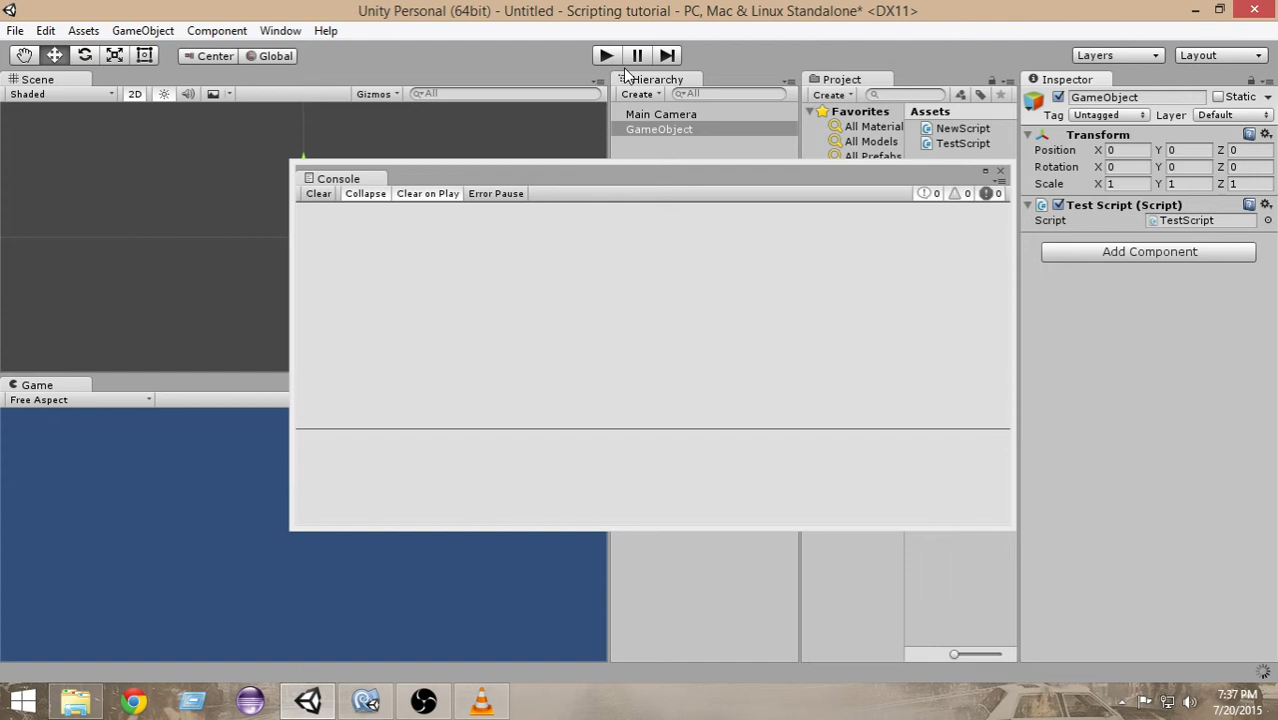 Unity Personal (64bit) - Untitled - Scripting tutorial - PC, Mac & Linux Standalone* <DX11>
File Edit Assets GameObject Component Window Help
Center Global Layers Layout
Scene Hierarchy Project Inspector
Shaded 2D Gizmos All Create All Create GameObject Static
Favorites Assets Tag Untagged Layer Default
Main Camera All Material NewScript Transform
GameObject All Models TestScript Position X 0 Y 0 Z 0
All Prefabs Rotation X 0 Y 0 Z 0
Console Scale X 1 Y 1 Z 1
Clear Collapse Clear on Play Error Pause 0 0 0
Test Script (Script)
Script TestScript
Add Component
Game
Free Aspect
7:37 PM
7/20/2015